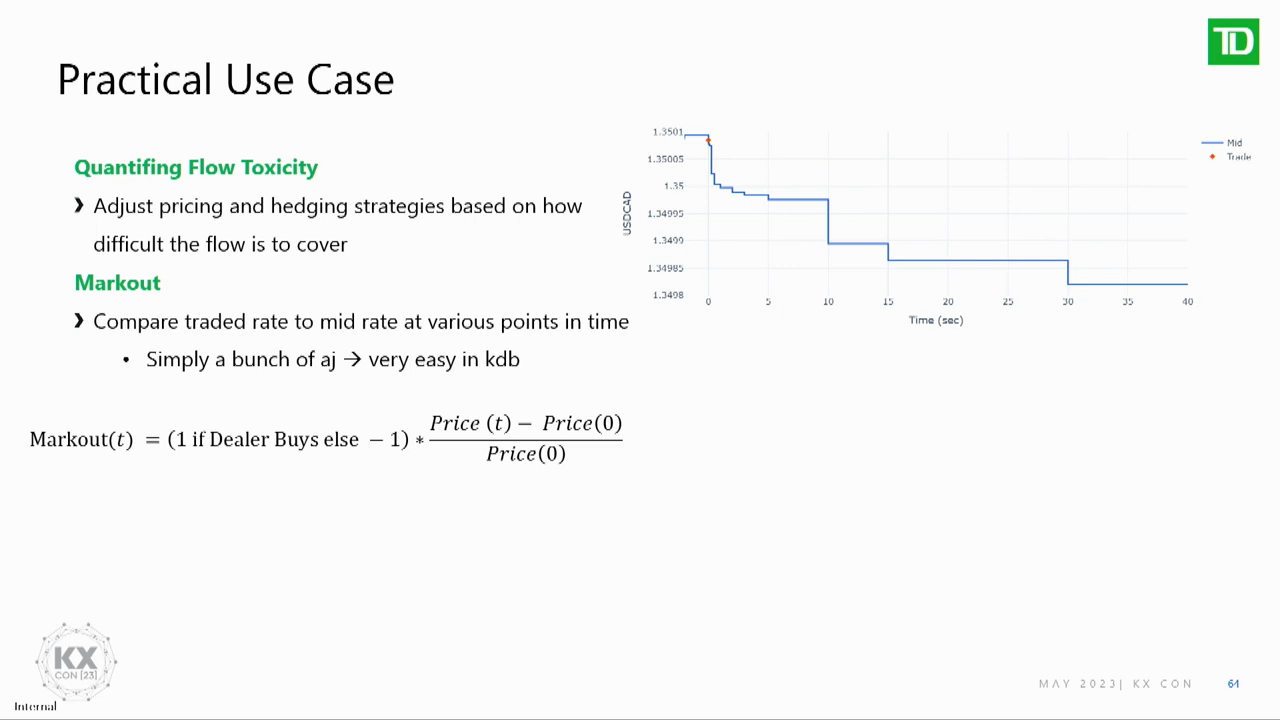 TD
Practical Use Case
Quantifing Flow Toxicity
❯ Adjust pricing and hedging strategies based on how
difficult the flow is to cover
Markout
❯ Compare traded rate to mid rate at various points in time
• Simply a bunch of aj → very easy in kdb
Markout(t) = (1 if Dealer Buys else − 1) * Price (t) − Price(0)
Price(0)
USDCAD
1.3501
1.35005
1.35
1.34995
1.3499
1.34985
1.3498
0 5 10 15 20 25 30 35 40
Time (sec)
Mid
Trade
KX
CON [23]
Internal
MAY 2023| KX CON 64